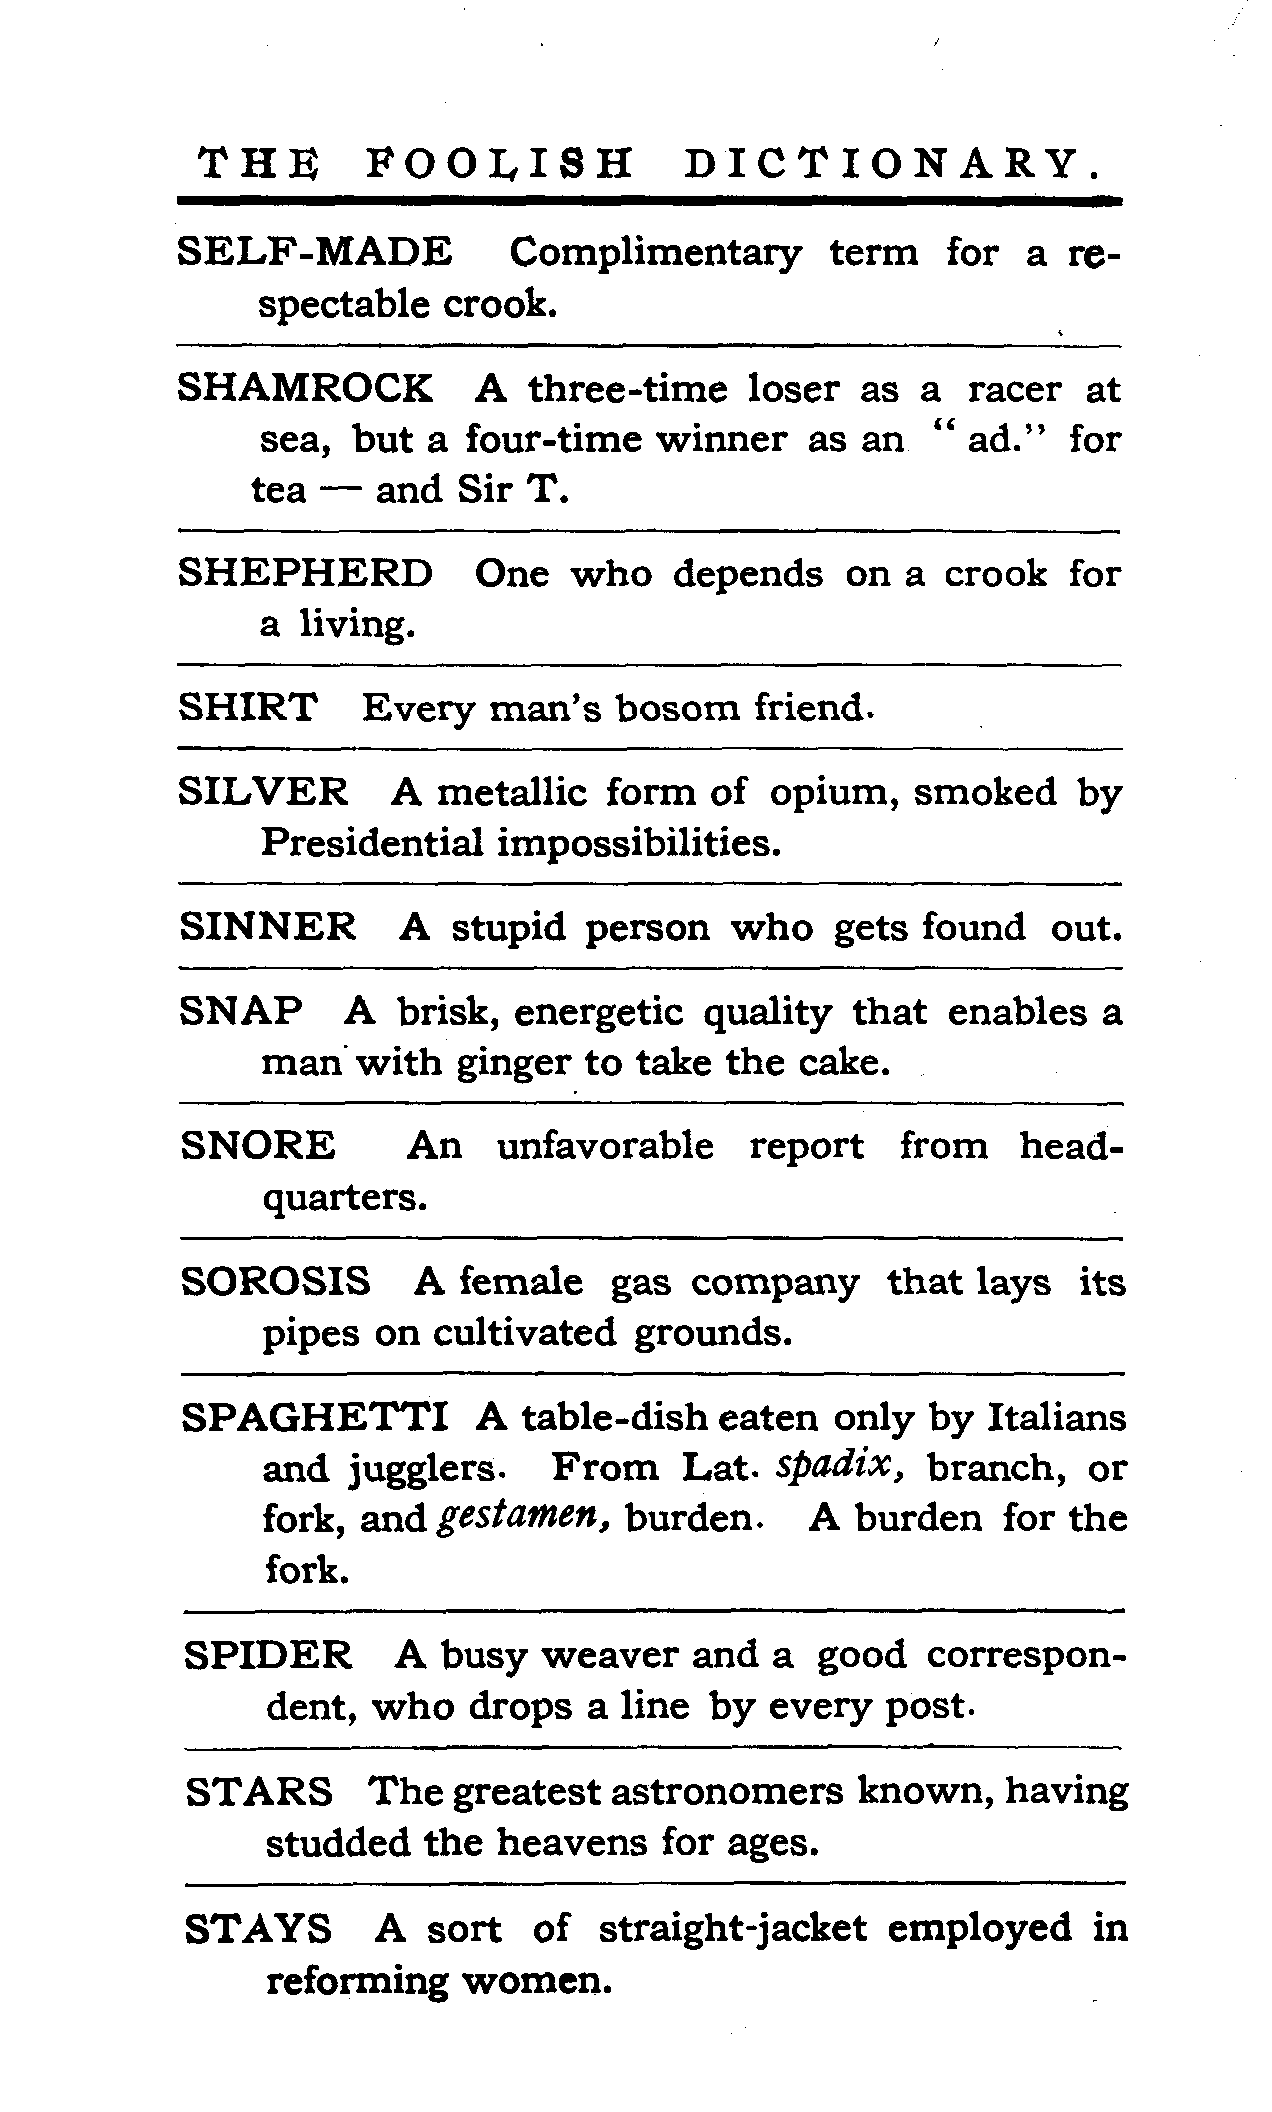 THE FOOLISH DICTIONARY.
SELF-MADE Complimentary term for a re-
spectable crook.
SHAMROCK A three-time loser as a racer at
sea, but a four-time winner as an “ ad.” for
tea — and Sir T.
SHEPHERD One who depends on a crook for
a living.
SHIRT Every man's bosom friend.
SILVER A metallic form of opium, smoked by
Presidential impossibilities.
SINNER A stupid person who gets found out.
SNAP A brisk, energetic quality that enables a
man with ginger to take the cake.
SNORE An unfavorable report from head-
quarters.
SOROSIS A female gas company that lays its
pipes on cultivated grounds.
SPAGHETTI A table-dish eaten only by Italians
and jugglers. From Lat. spadix, branch, or
fork, and gestamen, burden. A burden for the
fork.
SPIDER A busy weaver and a good correspon-
dent, who drops a line by every post.
STARS The greatest astronomers known, having
studded the heavens for ages.
STAYS A sort of straight-jacket employed in
reforming women.